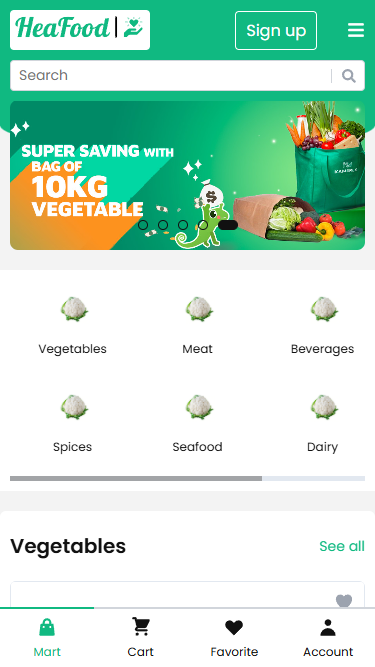 HeaFood
Sign up
Search
SUPER SAVING WITH
BAG OF
10KG
VEGETABLE
Vegetables
Meat
Beverages
Spices
Seafood
Dairy
Vegetables
See all
Mart
Cart
Favorite
Account